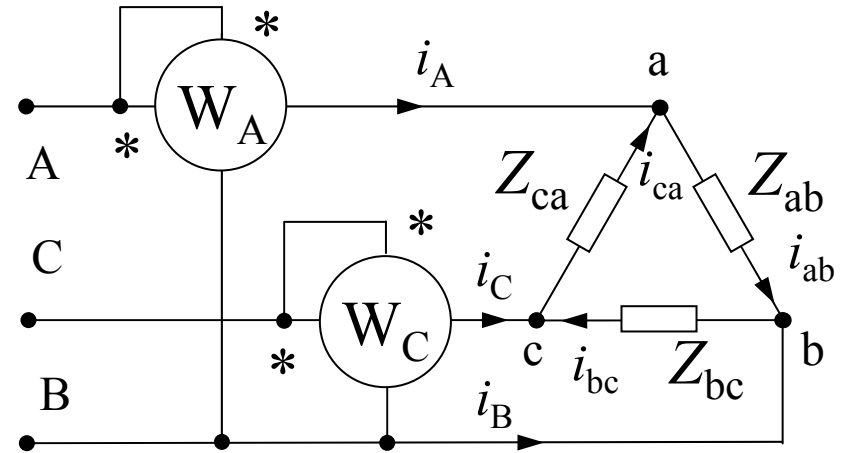 *
W_A
i_A
a
*
A
Z_ca
i_ca
Z_ab
C
*
i_C
i_ab
W_C
*
c
b
i_bc
Z_bc
B
i_B